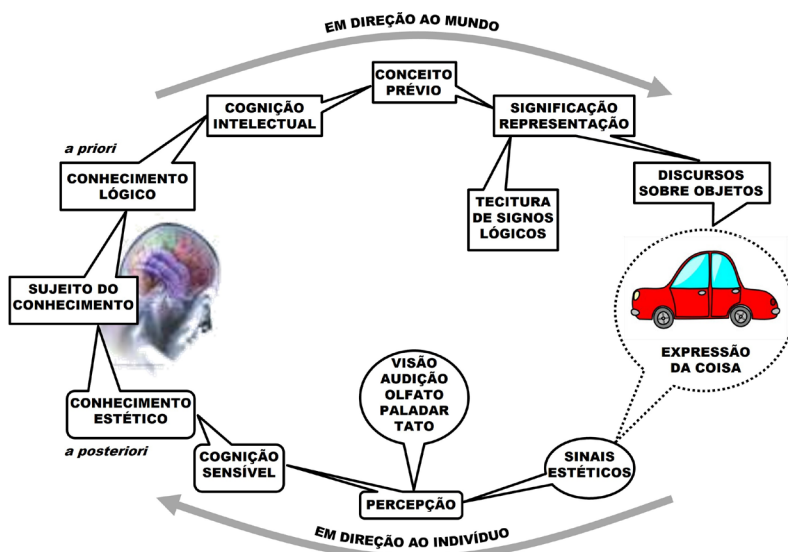 EM DIREÇÃO AO MUNDO
CONCEITO
PRÉVIO
COGNIÇÃO
INTELECTUAL
SIGNIFICAÇÃO
REPRESENTAÇÃO
a priori
CONHECIMENTO
LÓGICO
DISCURSOS
SOBRE OBJETOS
TECITURA
DE SIGNOS
LÓGICOS
SUJEITO DO
CONHECIMENTO
EXPRESSÃO
DA COISA
VISÃO
AUDIÇÃO
OLFATO
PALADAR
TATO
CONHECIMENTO
ESTÉTICO
a posteriori
COGNIÇÃO
SENSÍVEL
SINAIS
ESTÉTICOS
PERCEPÇÃO
EM DIREÇÃO AO INDIVÍDUO